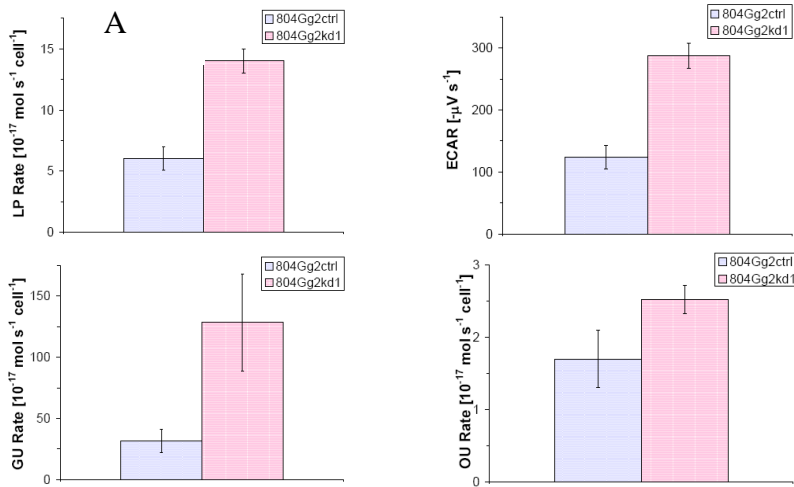 A
804Gg2ctrl
804Gg2kd1
LP Rate [10⁻¹⁷ mol s⁻¹ cell⁻¹]
15
10
5
0
804Gg2ctrl
804Gg2kd1
ECAR [-µV s⁻¹]
300
200
100
0
804Gg2ctrl
804Gg2kd1
GU Rate [10⁻¹⁷ mol s⁻¹ cell⁻¹]
150
100
50
0
804Gg2ctrl
804Gg2kd1
OU Rate [10⁻¹⁷ mol s⁻¹ cell⁻¹]
3
2
1
0